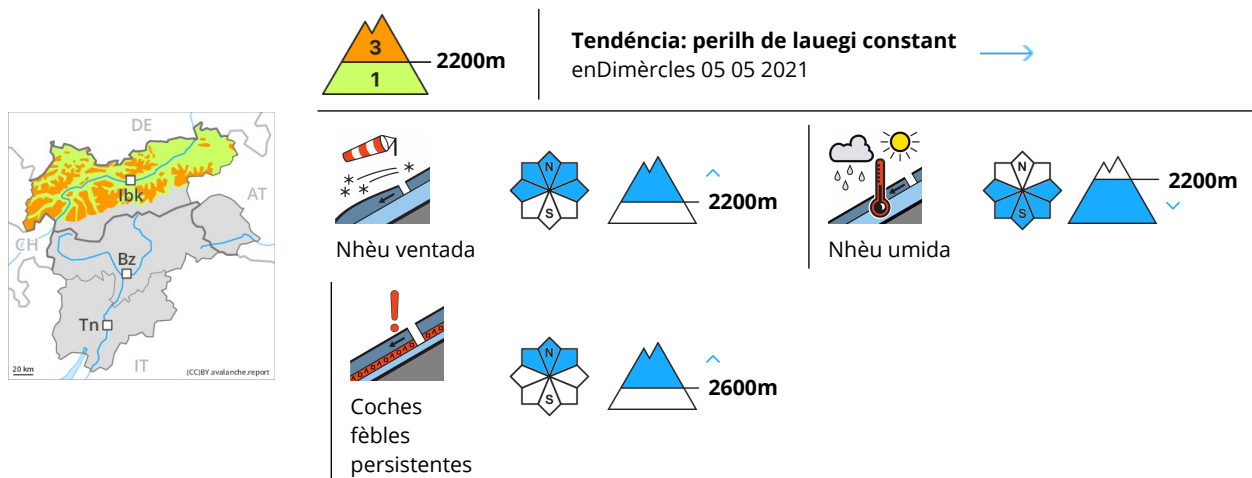 3
1
2200m
Tendéncia: perilh de lauegi constant
enDimèrcles 05 05 2021
DE
AT
CH
IT
Ibk
Bz
Tn
20 km
(CC)BY avalanche.report
N
S
2200m
Nhèu ventada
N
S
2200m
Nhèu umida
N
S
2600m
Coches
fèbles
persistentes